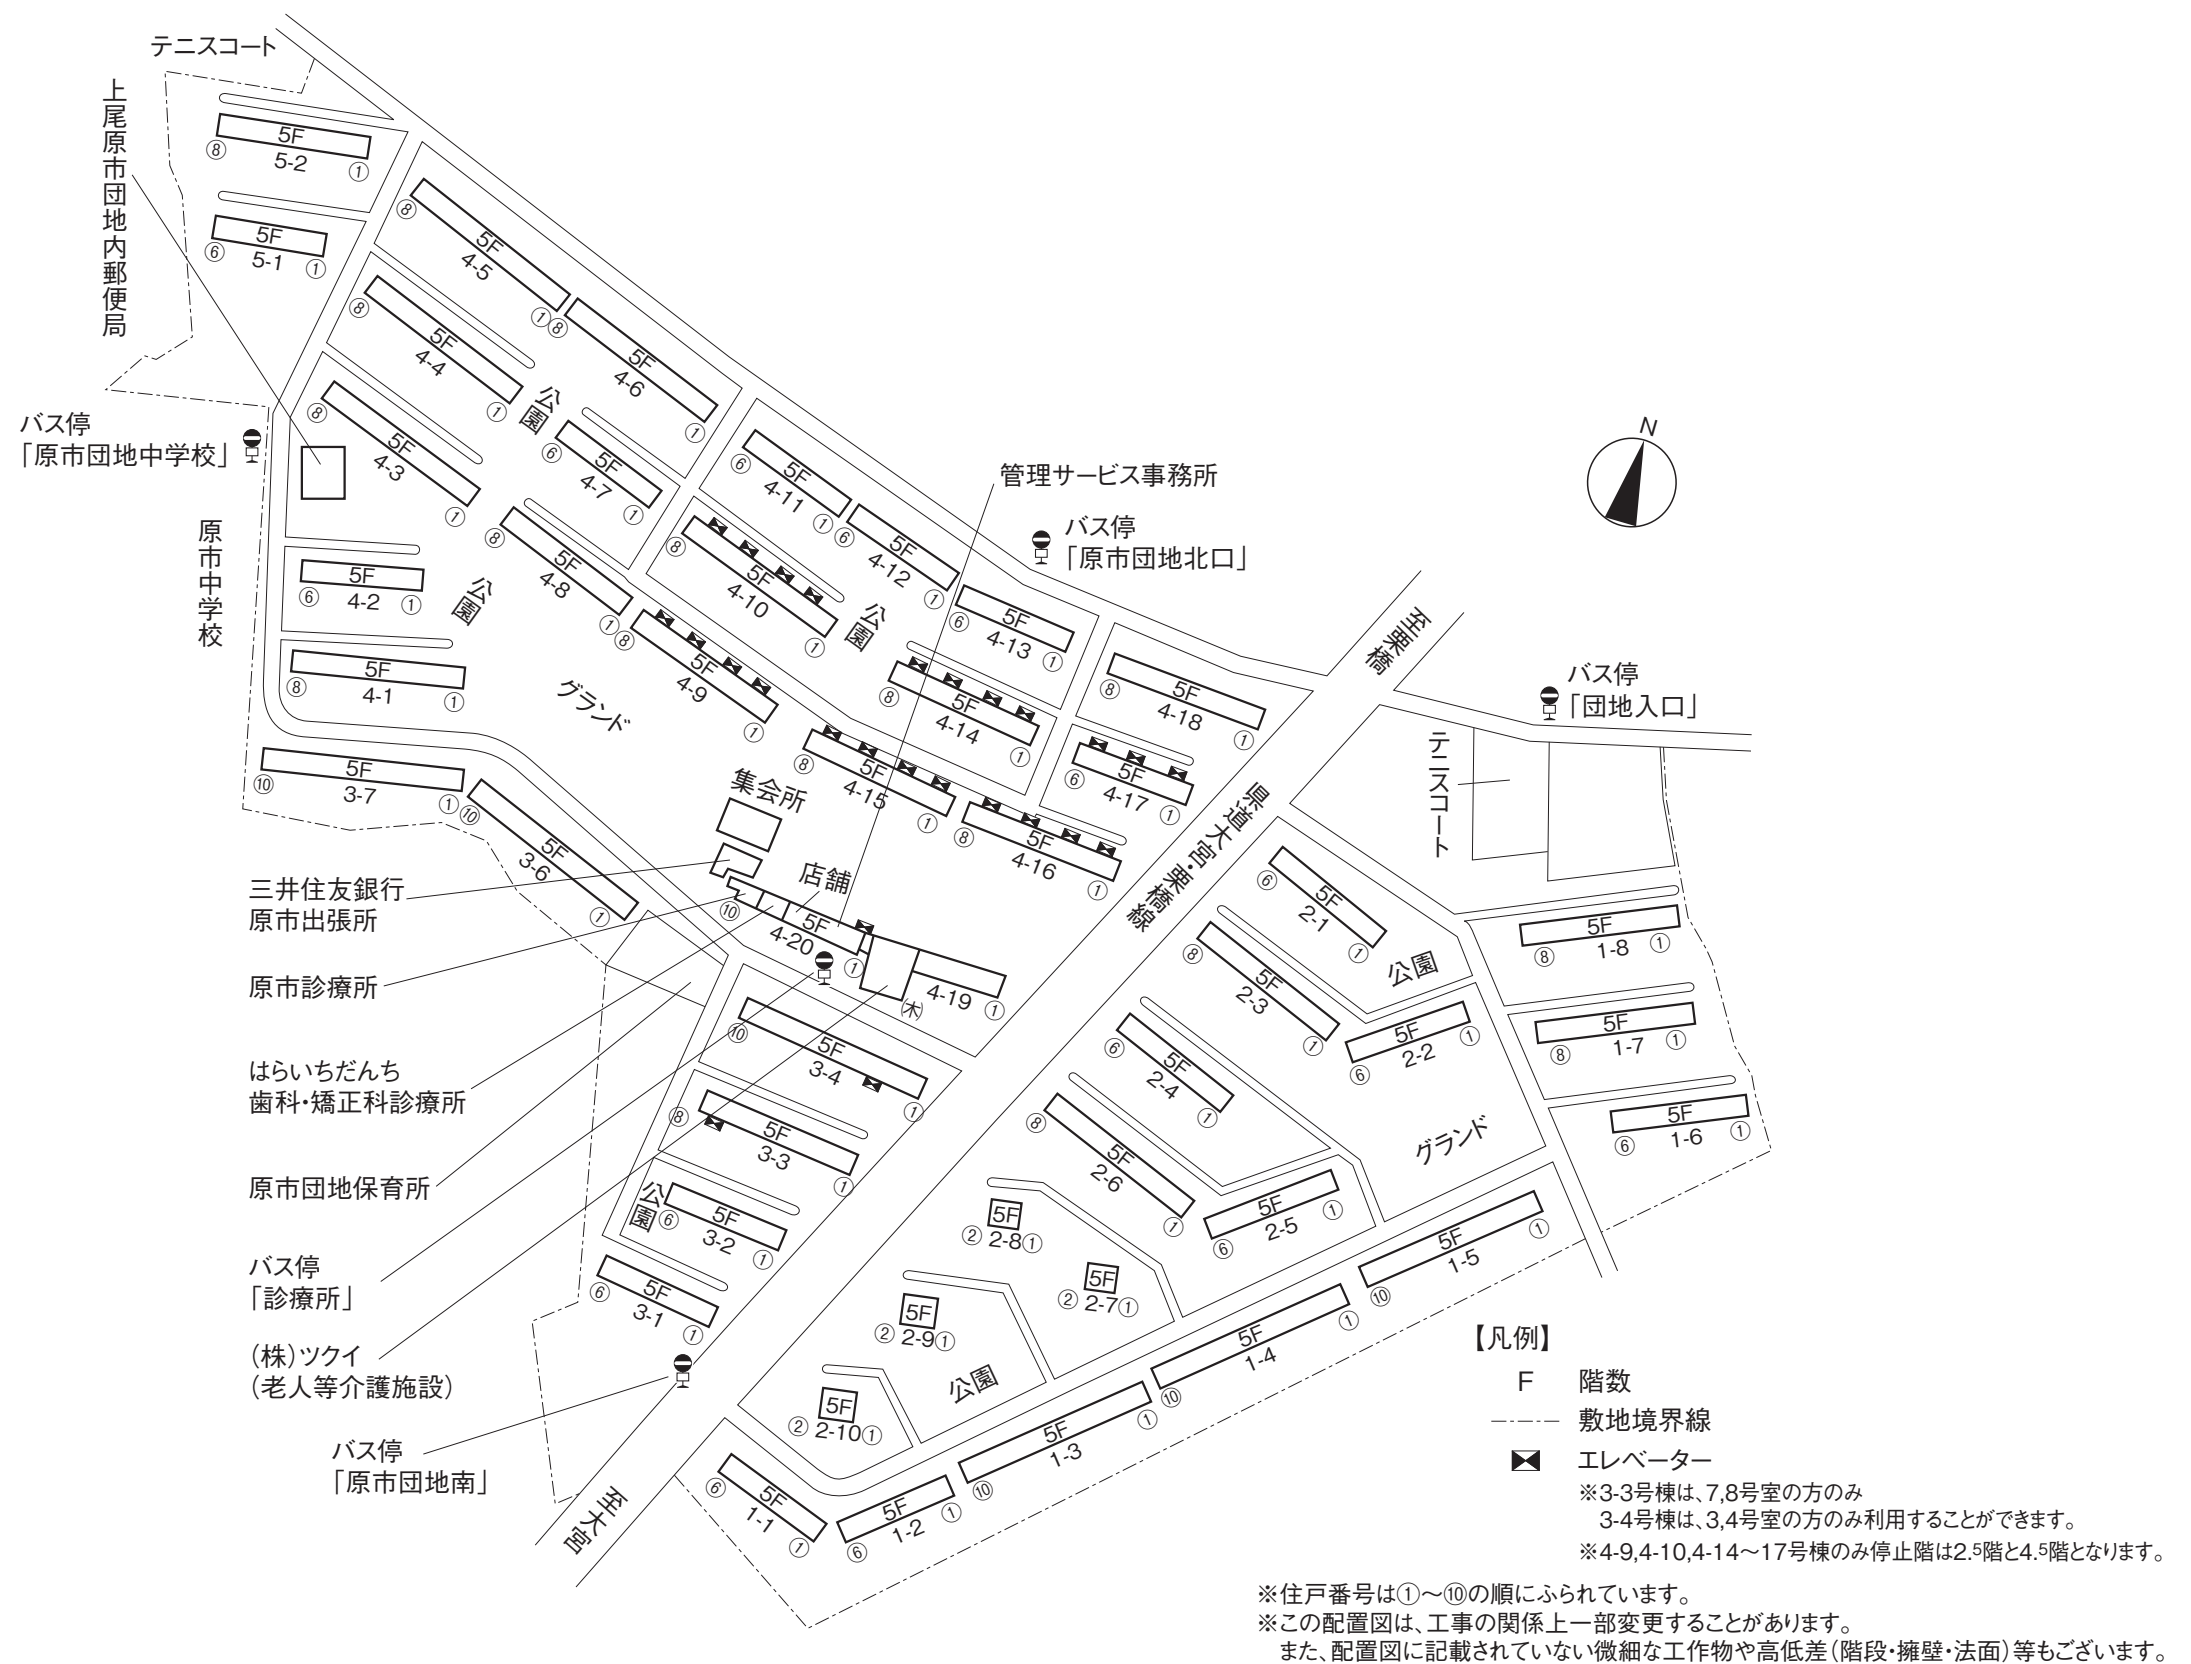 テニスコート
上尾原市団地内郵便局
5F
5-2
⑧
①
5F
5-1
⑥
①
5F
4-5
⑧
①
5F
4-6
⑧
①
5F
4-4
⑧
①
公園
5F
4-3
⑧
①
5F
4-7
⑥
①
バス停
「原市団地中学校」
原市中学校
5F
4-2
⑥
①
公園
5F
4-1
⑧
①
5F
4-8
⑧
①
5F
4-9
⑧
①
グランド
5F
4-11
⑥
①
5F
4-12
⑥
①
5F
4-10
⑧
①
公園
5F
4-13
⑥
①
5F
4-14
⑧
①
5F
4-15
⑧
①
5F
4-16
⑧
①
5F
4-17
⑥
①
5F
4-18
⑧
①
管理サービス事務所
バス停
「原市団地北口」
N
至栗橋
バス停
「団地入口」
テニスコート
県道大宮・栗橋線
5F
3-7
⑩
①
5F
3-6
⑩
①
集会所
店舗
5F
4-20
⑩
①
4-19
①
㈭
三井住友銀行
原市出張所
原市診療所
はらいちだんち
歯科・矯正科診療所
原市団地保育所
バス停
「診療所」
(株)ツクイ
(老人等介護施設)
バス停
「原市団地南」
5F
3-4
⑩
①
5F
3-3
⑧
①
公園
5F
3-2
⑥
①
5F
3-1
⑥
①
至大宮
5F
2-1
⑥
①
公園
5F
2-3
⑧
①
5F
2-2
⑥
①
5F
2-4
⑥
①
5F
2-6
⑧
①
5F
2-5
⑥
①
グランド
5F
② 2-8 ①
5F
② 2-7 ①
5F
② 2-9 ①
5F
② 2-10 ①
公園
5F
1-8
⑧
①
5F
1-7
⑧
①
5F
1-6
⑥
①
5F
1-5
⑩
①
5F
1-4
⑩
①
5F
1-3
⑩
①
5F
1-2
⑥
①
5F
1-1
⑥
①
【凡例】
F 階数
敷地境界線
エレベーター
※3-3号棟は、7,8号室の方のみ
3-4号棟は、3,4号室の方のみ利用することができます。
※4-9,4-10,4-14〜17号棟のみ停止階は2.5階と4.5階となります。
※住戸番号は①〜⑩の順にふられています。
※この配置図は、工事の関係上一部変更することがあります。
また、配置図に記載されていない微細な工作物や高低差(階段・擁壁・法面)等もございます。